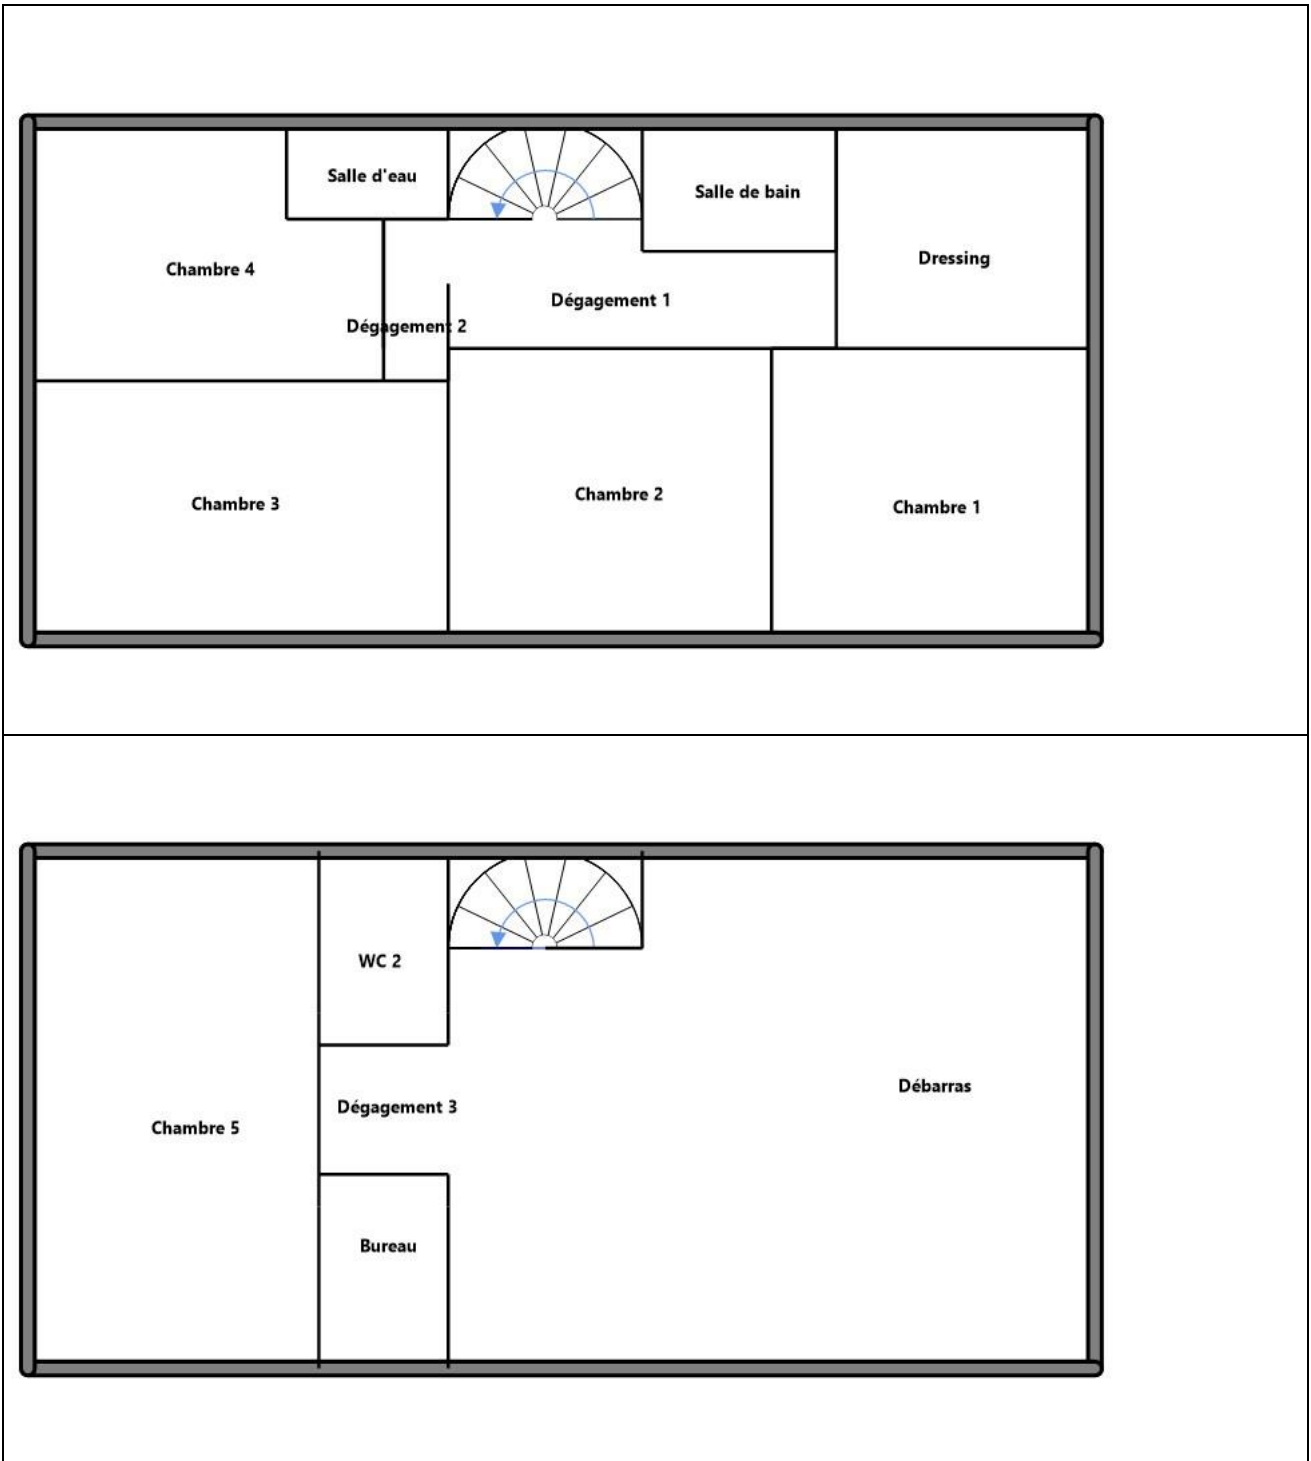 Salle d'eau
Salle de bain
Dressing
Chambre 4
Dégagement 1
Dégagement 2
Chambre 3
Chambre 2
Chambre 1
WC 2
Débarras
Dégagement 3
Chambre 5
Bureau